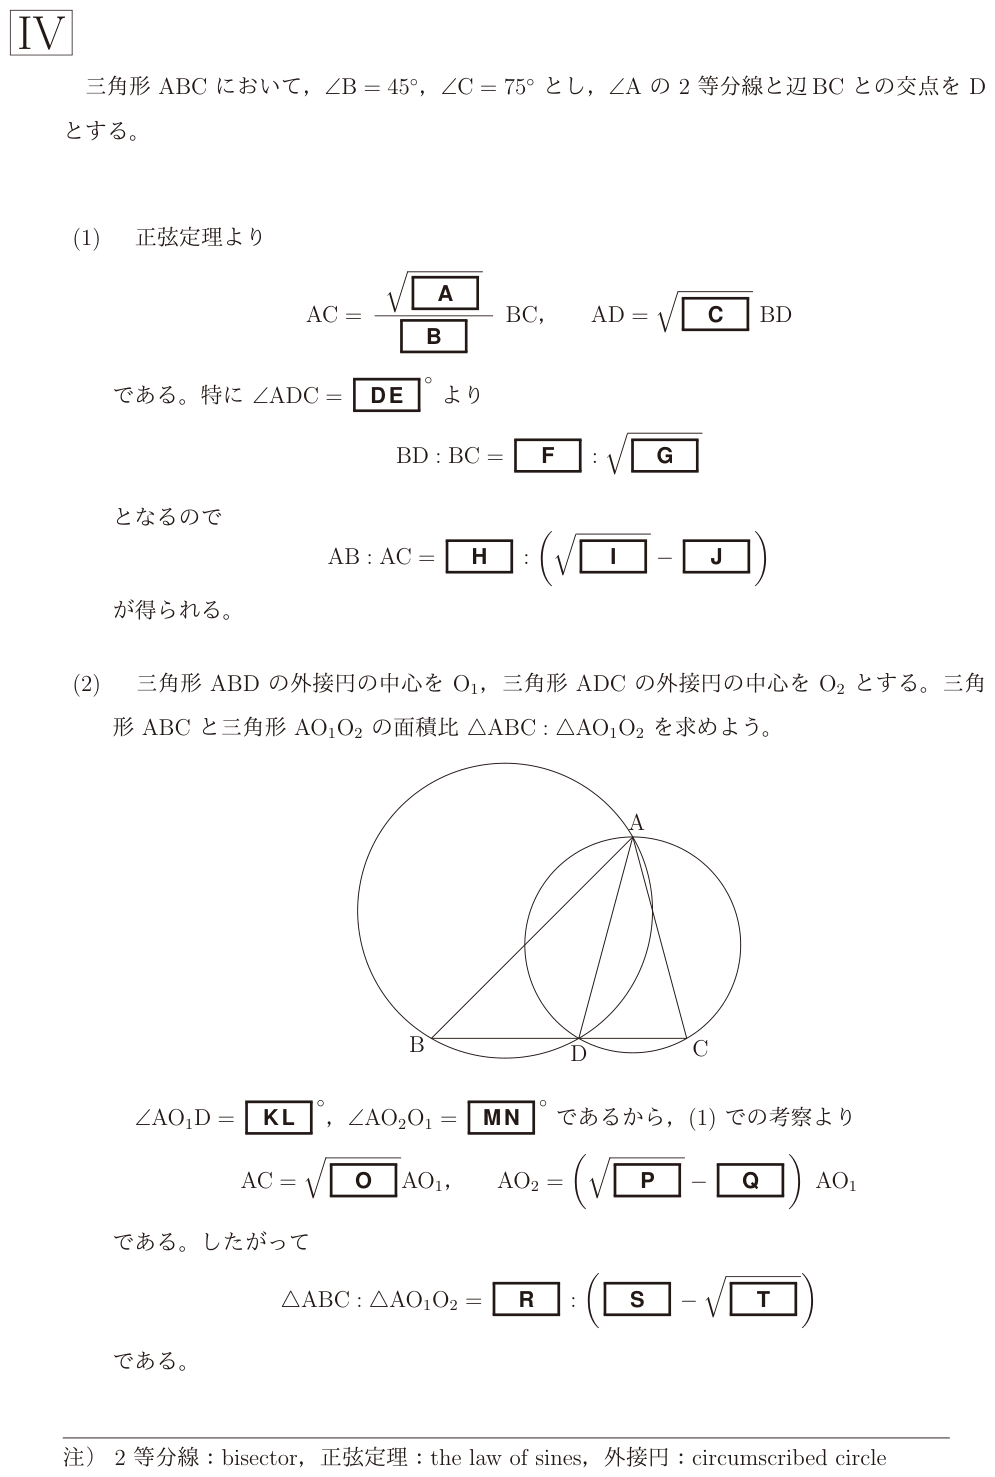 IV
三角形 ABC において，∠B = 45°，∠C = 75° とし，∠A の 2 等分線と辺 BC との交点を D
とする。
(1) 正弦定理より
AC = √A / B BC, AD = √C BD
である。特に ∠ADC = DE° より
BD : BC = F : √G
となるので
AB : AC = H : (√I − J)
が得られる。
(2) 三角形 ABD の外接円の中心を O₁，三角形 ADC の外接円の中心を O₂ とする。三角
形 ABC と三角形 AO₁O₂ の面積比 △ABC : △AO₁O₂ を求めよう。
A
B
D
C
∠AO₁D = KL°，∠AO₂O₁ = MN° であるから，(1) での考察より
AC = √O AO₁, AO₂ = (√P − Q) AO₁
である。したがって
△ABC : △AO₁O₂ = R : (S − √T)
である。
注） 2 等分線：bisector，正弦定理：the law of sines，外接円：circumscribed circle